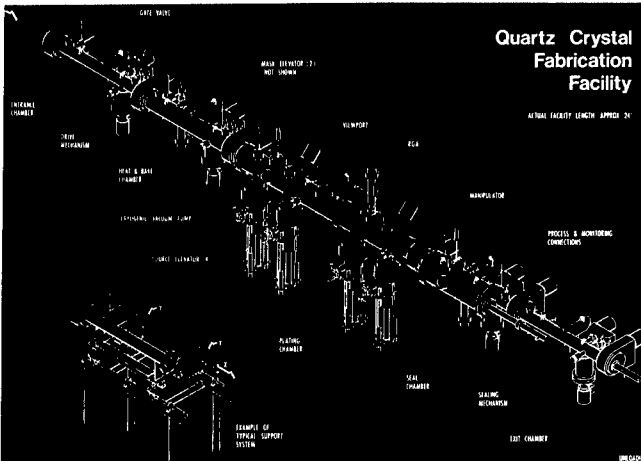 GATE VALVE
Quartz Crystal
Fabrication
Facility
MASK ELEVATOR (2)
NOT SHOWN
ENTRANCE
CHAMBER
ACTUAL FACILITY LENGTH APPROX 24'
VIEWPORT
DRIVE
MECHANISM
RGA
HEAT & BAKE
CHAMBER
MANIPULATOR
CRYOGENIC VACUUM PUMP
PROCESS & MONITORING
CONNECTIONS
SOURCE ELEVATOR
PLATING
CHAMBER
SEAL
CHAMBER
SEALING
MECHANISM
EXAMPLE OF
TYPICAL SUPPORT
SYSTEM
EXIT CHAMBER